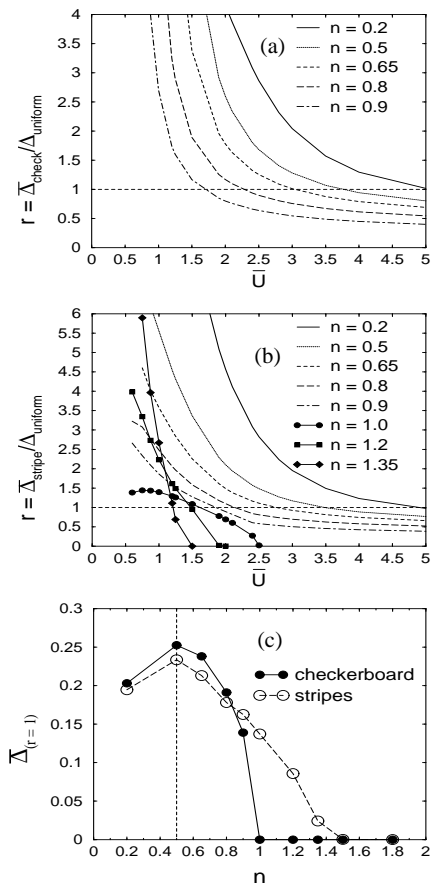 4
3.5
3
2.5
2
1.5
1
0.5
0
r = Δ̅check/Δuniform
(a)
n = 0.2
n = 0.5
n = 0.65
n = 0.8
n = 0.9
0 0.5 1 1.5 2 2.5 3 3.5 4 4.5 5
U̅
6
5.5
5
4.5
4
3.5
3
2.5
2
1.5
1
0.5
0
r = Δ̅stripe/Δuniform
(b)
n = 0.2
n = 0.5
n = 0.65
n = 0.8
n = 0.9
n = 1.0
n = 1.2
n = 1.35
0 0.5 1 1.5 2 2.5 3 3.5 4 4.5 5
U̅
0.3
0.25
0.2
0.15
0.1
0.05
0
Δ̅(r = 1)
(c)
checkerboard
stripes
0 0.2 0.4 0.6 0.8 1 1.2 1.4 1.6 1.8 2
n